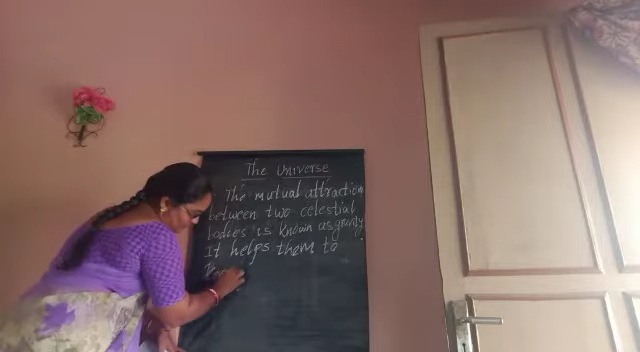 The Universe
The mutual attraction
between two celestial
bodies is known as gravity.
It helps them to